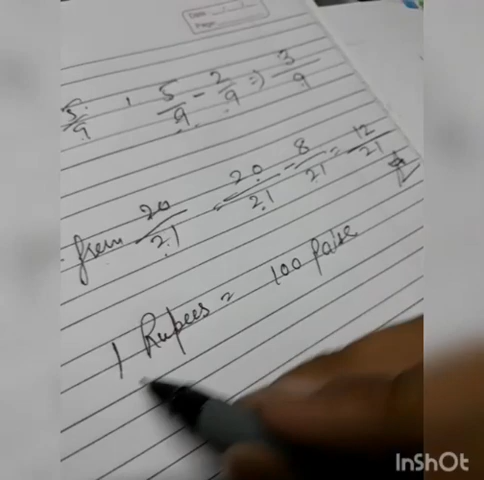 Date
Page
5/9 , 5/9 - 2/9 => 3/9
from 20/21 = 20/21 - 8/21 = 12/21
1 Rupees = 100 Paise
InShOt